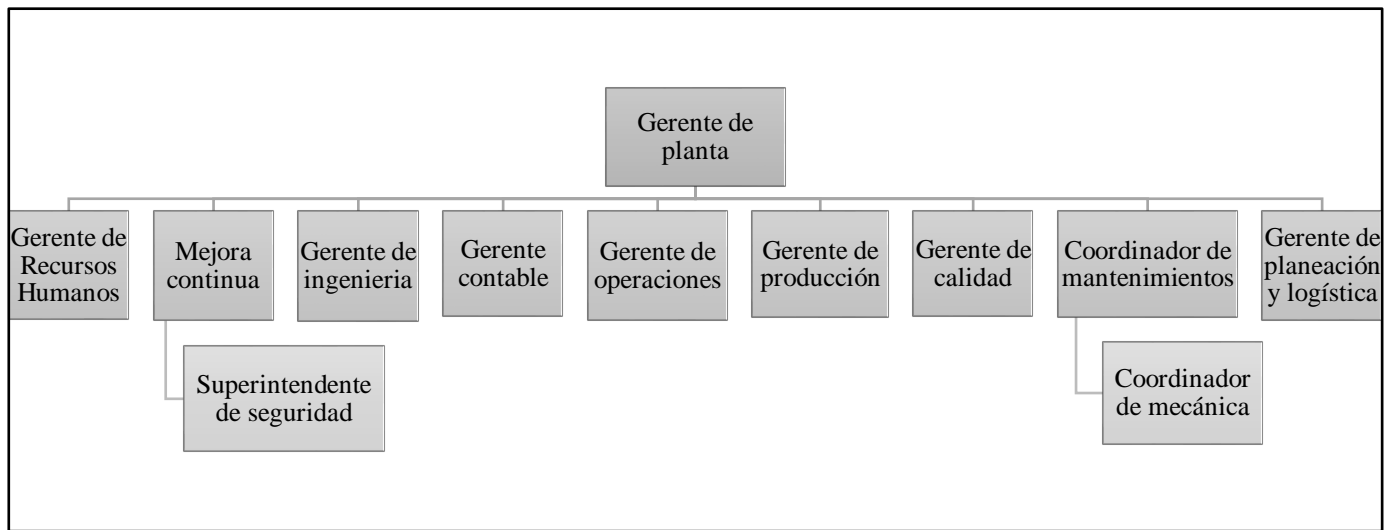 Gerente de
planta
Gerente de
Recursos
Humanos
Mejora
continua
Gerente de
ingenieria
Gerente
contable
Gerente de
operaciones
Gerente de
producción
Gerente de
calidad
Coordinador de
mantenimientos
Gerente de
planeación
y logística
Superintendente
de seguridad
Coordinador
de mecánica